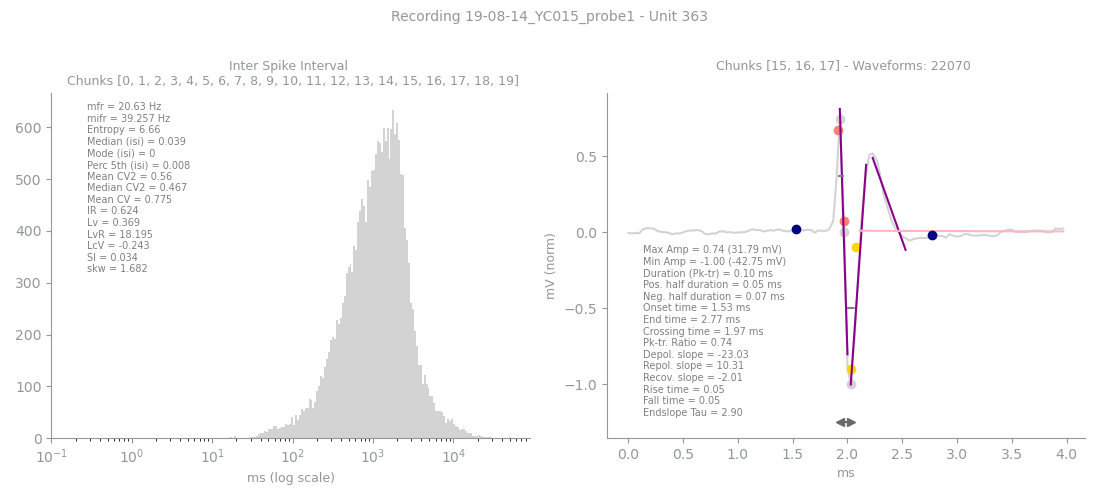 Recording 19-08-14_YC015_probe1 - Unit 363
Inter Spike Interval
Chunks [0, 1, 2, 3, 4, 5, 6, 7, 8, 9, 10, 11, 12, 13, 14, 15, 16, 17, 18, 19]
mfr = 20.63 Hz
mifr = 39.257 Hz
Entropy = 6.66
Median (isi) = 0.039
Mode (isi) = 0
Perc 5th (isi) = 0.008
Mean CV2 = 0.56
Median CV2 = 0.467
Mean CV = 0.775
IR = 0.624
Lv = 0.369
LvR = 18.195
LcV = -0.243
SI = 0.034
skw = 1.682
600
500
400
300
200
100
0
10⁻¹ 10⁰ 10¹ 10² 10³ 10⁴
ms (log scale)
Chunks [15, 16, 17] - Waveforms: 22070
mV (norm)
0.5
0.0
−0.5
−1.0
Max Amp = 0.74 (31.79 mV)
Min Amp = -1.00 (-42.75 mV)
Duration (Pk-tr) = 0.10 ms
Pos. half duration = 0.05 ms
Neg. half duration = 0.07 ms
Onset time = 1.53 ms
End time = 2.77 ms
Crossing time = 1.97 ms
Pk-tr. Ratio = 0.74
Depol. slope = -23.03
Repol. slope = 10.31
Recov. slope = -2.01
Rise time = 0.05
Fall time = 0.05
Endslope Tau = 2.90
0.0 0.5 1.0 1.5 2.0 2.5 3.0 3.5 4.0
ms